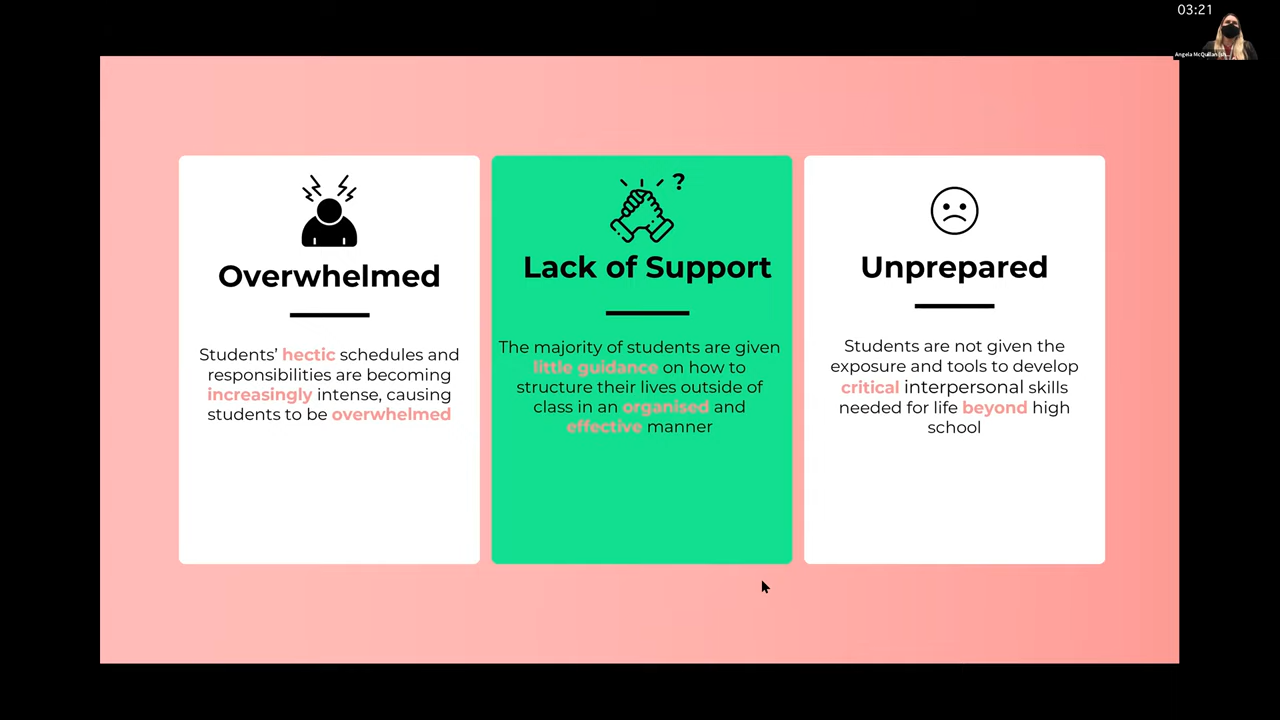 03:21
Angela McQuillan
Overwhelmed
Students’ hectic schedules and
responsibilities are becoming
increasingly intense, causing
students to be overwhelmed
?
Lack of Support
The majority of students are given
little guidance on how to
structure their lives outside of
class in an organised and
effective manner
Unprepared
Students are not given the
exposure and tools to develop
critical interpersonal skills
needed for life beyond high
school